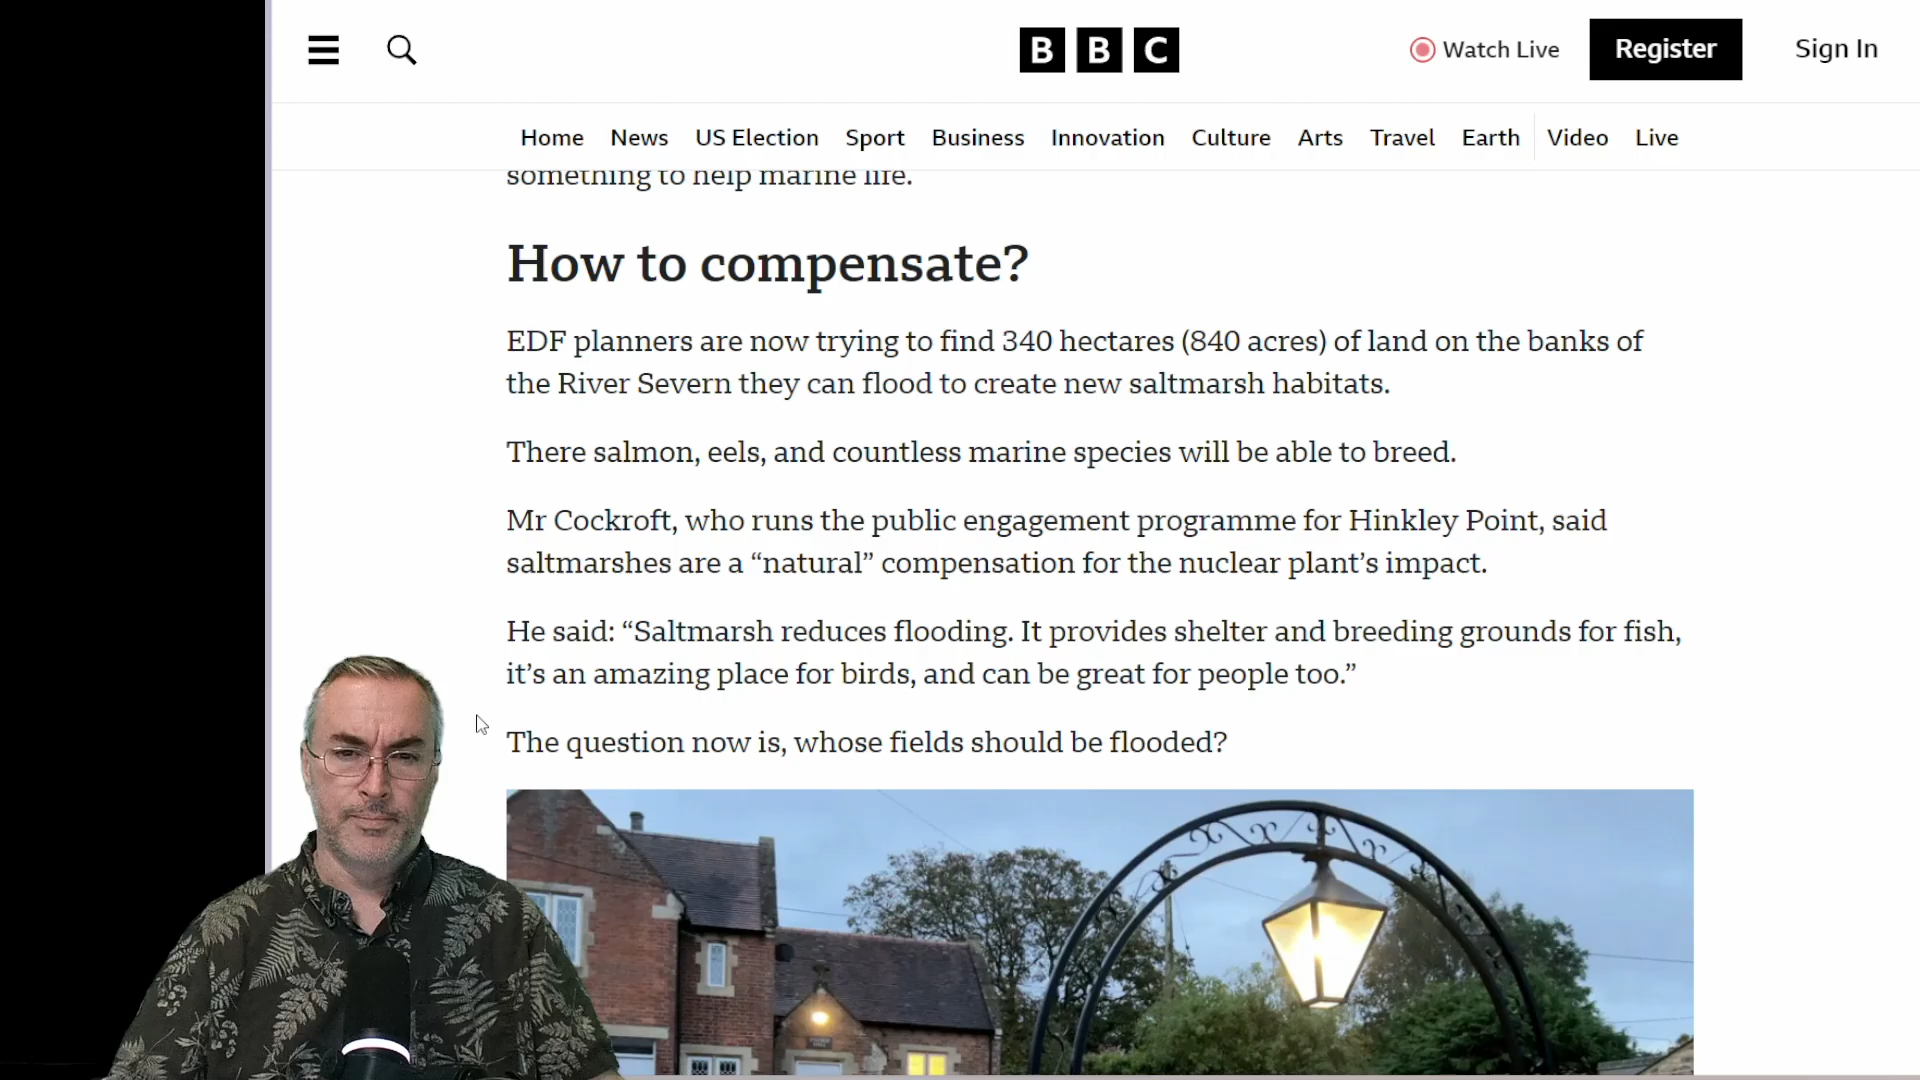 BBC
Watch Live
Register
Sign In
Home News US Election Sport Business Innovation Culture Arts Travel Earth Video Live
something to help marine life.
How to compensate?
EDF planners are now trying to find 340 hectares (840 acres) of land on the banks of
the River Severn they can flood to create new saltmarsh habitats.
There salmon, eels, and countless marine species will be able to breed.
Mr Cockroft, who runs the public engagement programme for Hinkley Point, said
saltmarshes are a “natural” compensation for the nuclear plant’s impact.
He said: “Saltmarsh reduces flooding. It provides shelter and breeding grounds for fish,
it’s an amazing place for birds, and can be great for people too.”
The question now is, whose fields should be flooded?